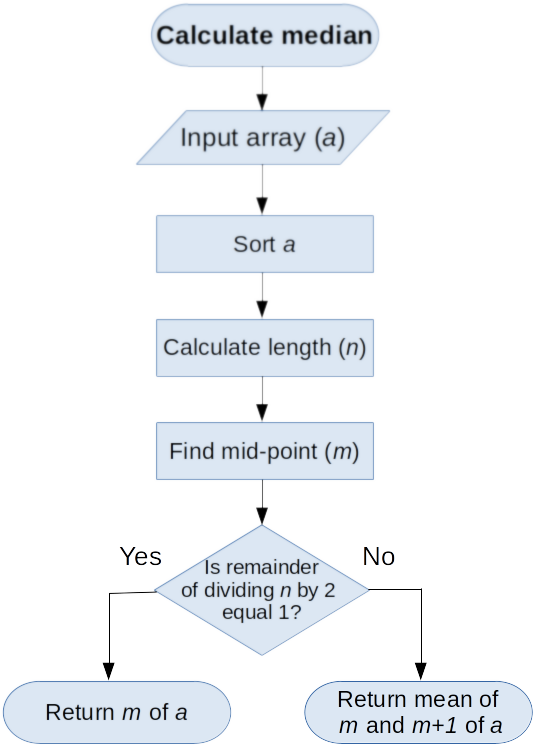 Calculate median
Input array (a)
Sort a
Calculate length (n)
Find mid-point (m)
Yes
No
Is remainder
of dividing n by 2
equal 1?
Return m of a
Return mean of
m and m+1 of a